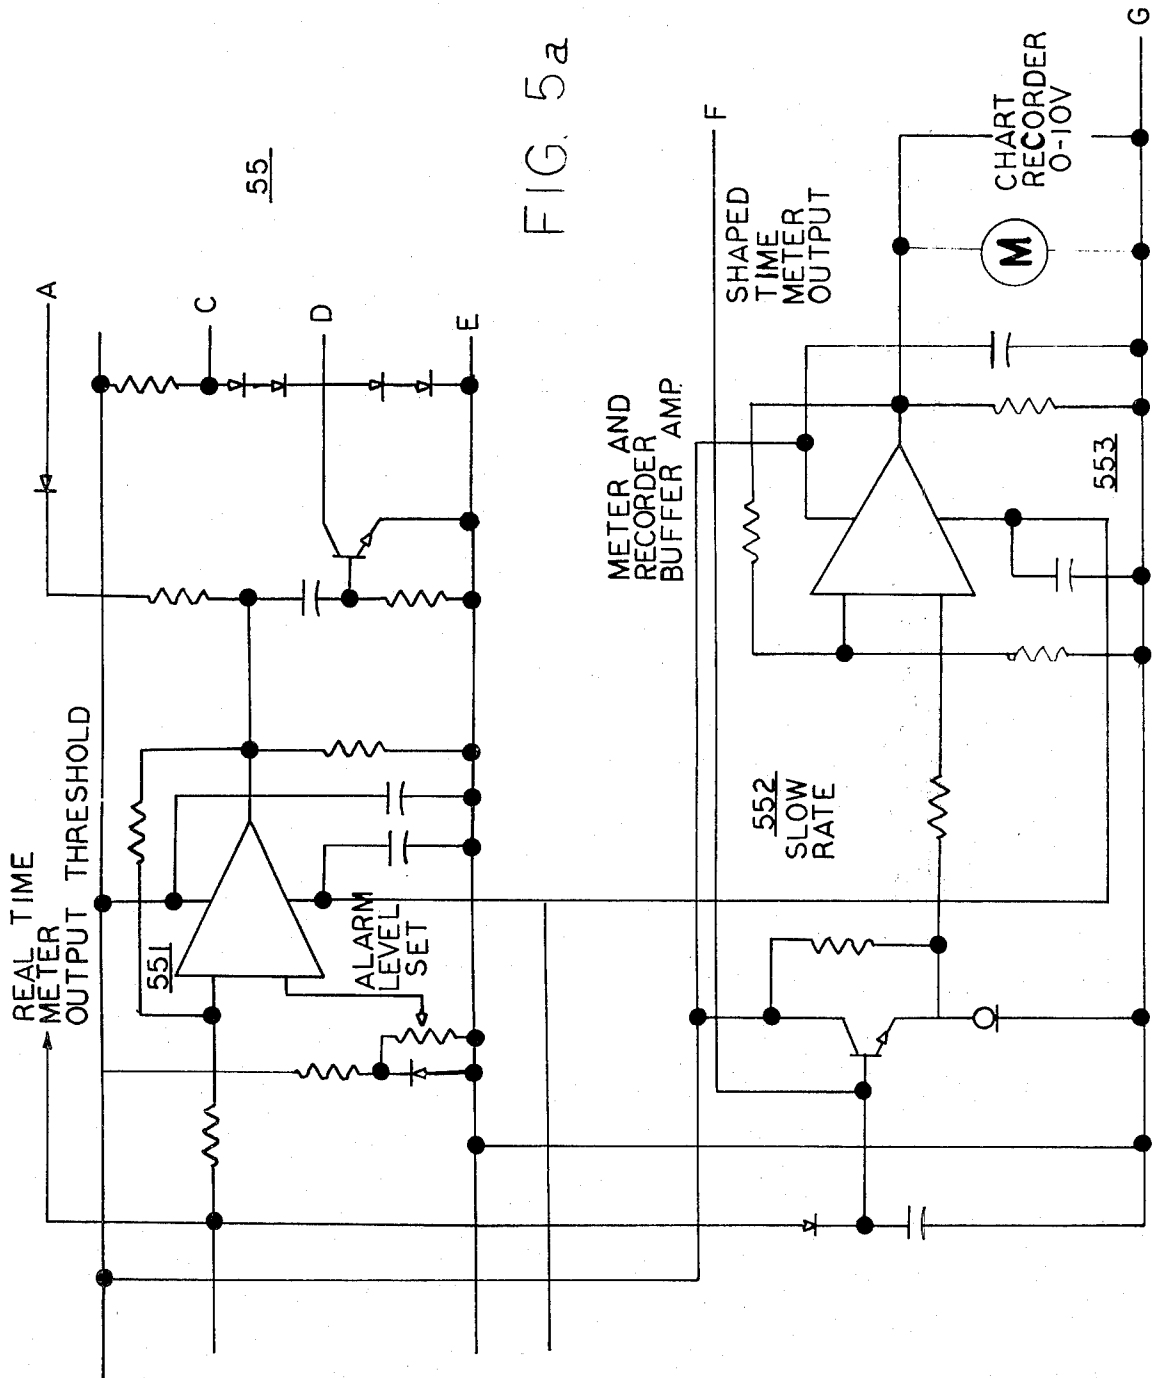 REAL TIME
METER
OUTPUT THRESHOLD
551
ALARM
LEVEL
SET
A
C
D
E
55
FIG. 5a
METER AND
RECORDER
BUFFER AMP.
552
SLOW
RATE
F
SHAPED
TIME
METER
OUTPUT
553
M
CHART
RECORDER
0-10V
G